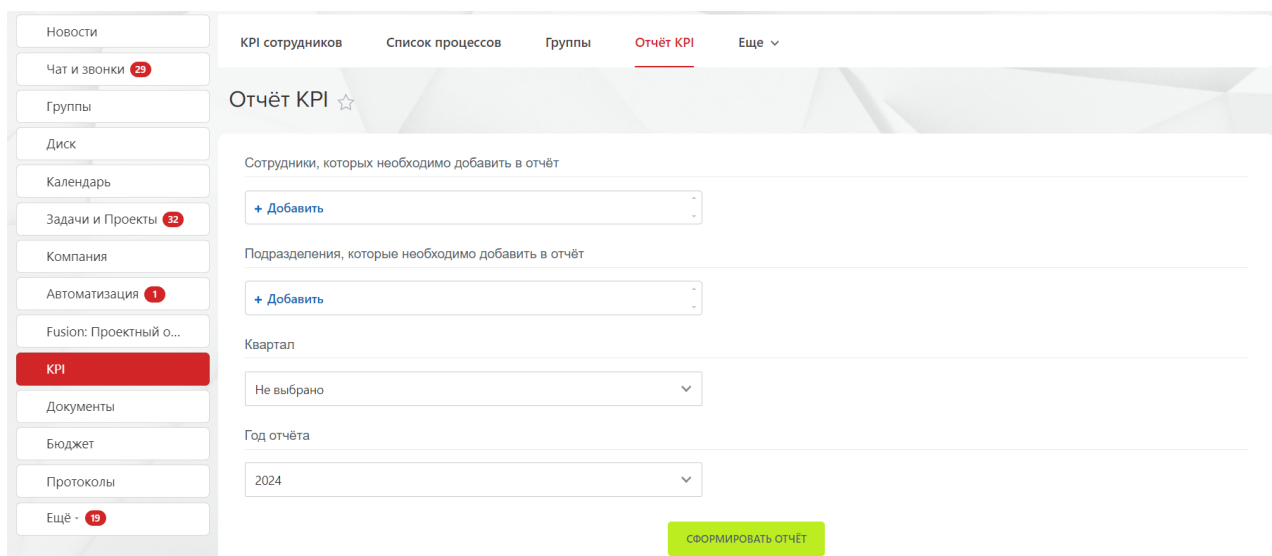 Новости
Чат и звонки 29
Группы
Диск
Календарь
Задачи и Проекты 32
Компания
Автоматизация 1
Fusion: Проектный о...
KPI
Документы
Бюджет
Протоколы
Ещё - 19
KPI сотрудников Список процессов Группы Отчёт KPI Еще
Отчёт KPI
Сотрудники, которых необходимо добавить в отчёт
+ Добавить
Подразделения, которые необходимо добавить в отчёт
+ Добавить
Квартал
Не выбрано
Год отчёта
2024
СФОРМИРОВАТЬ ОТЧЁТ